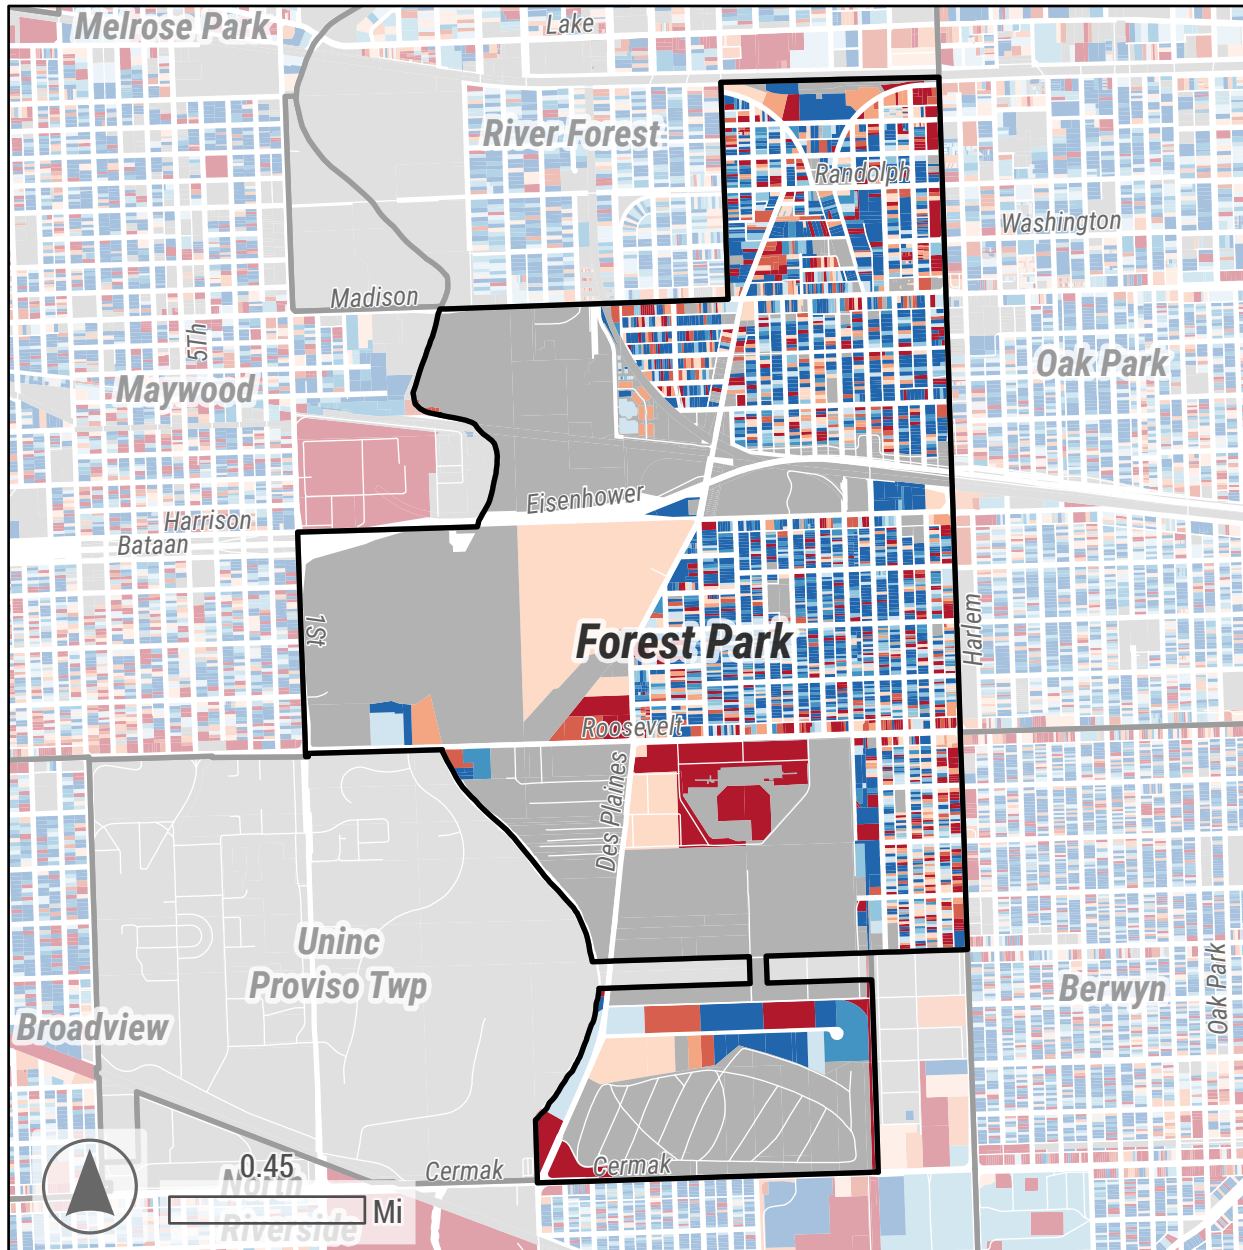 Melrose Park
Lake
River Forest
Randolph
Washington
Madison
5Th
Maywood
Oak Park
Eisenhower
Harrison
Bataan
1St
Forest Park
Harlem
Roosevelt
Des Plaines
Uninc
Proviso Twp
Broadview
Berwyn
Oak Park
Cermak
Cermak
0.45
Mi
North
Riverside